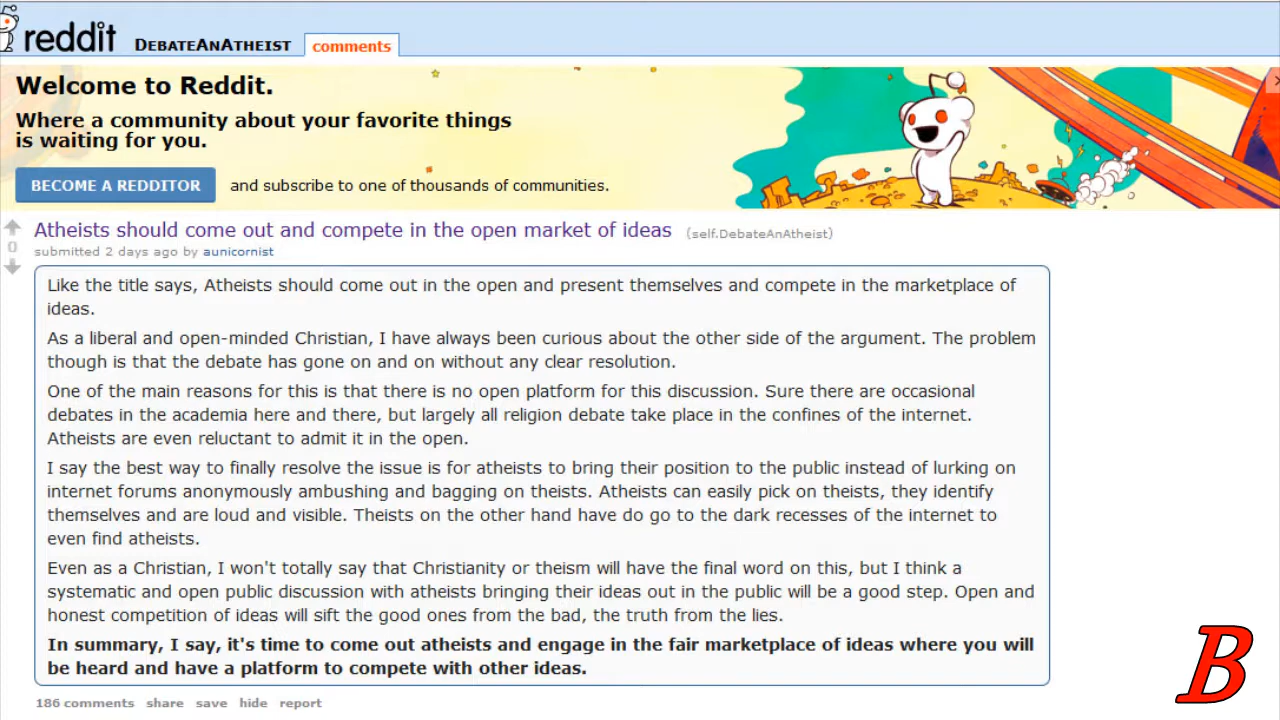 reddit DEBATEANATHEIST comments
Welcome to Reddit.
Where a community about your favorite things
is waiting for you.
BECOME A REDDITOR and subscribe to one of thousands of communities.
Atheists should come out and compete in the open market of ideas (self.DebateAnAtheist)
0
submitted 2 days ago by aunicornist
Like the title says, Atheists should come out in the open and present themselves and compete in the marketplace of
ideas.
As a liberal and open-minded Christian, I have always been curious about the other side of the argument. The problem
though is that the debate has gone on and on without any clear resolution.
One of the main reasons for this is that there is no open platform for this discussion. Sure there are occasional
debates in the academia here and there, but largely all religion debate take place in the confines of the internet.
Atheists are even reluctant to admit it in the open.
I say the best way to finally resolve the issue is for atheists to bring their position to the public instead of lurking on
internet forums anonymously ambushing and bagging on theists. Atheists can easily pick on theists, they identify
themselves and are loud and visible. Theists on the other hand have do go to the dark recesses of the internet to
even find atheists.
Even as a Christian, I won't totally say that Christianity or theism will have the final word on this, but I think a
systematic and open public discussion with atheists bringing their ideas out in the public will be a good step. Open and
honest competition of ideas will sift the good ones from the bad, the truth from the lies.
In summary, I say, it's time to come out atheists and engage in the fair marketplace of ideas where you will
be heard and have a platform to compete with other ideas.
186 comments share save hide report
B